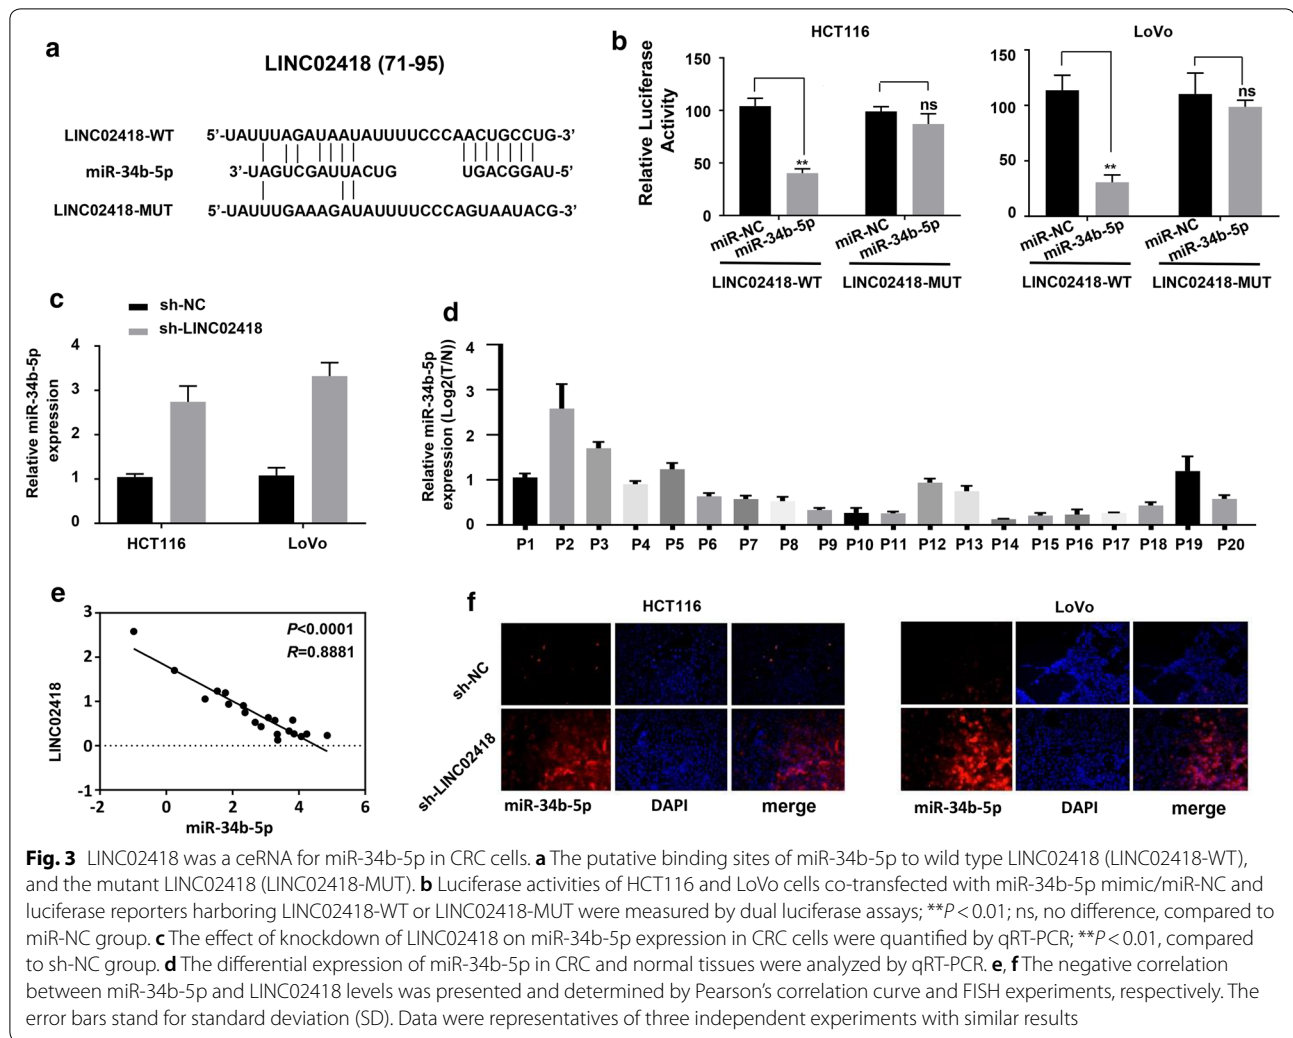 a
LINC02418 (71-95)
LINC02418-WT 5’-UAUUUAGAUAAUAUUUUCCCAACUGCCUG-3’
miR-34b-5p 3’-UAGUCGAUUACUG UGACGGAU-5’
LINC02418-MUT 5’-UAUUUGAAAGAUAUUUUCCCAGUAAUACG-3’
b
HCT116
Relative Luciferase
Activity
150
100
50
0
**
ns
miR-NC
miR-34b-5p
miR-NC
miR-34b-5p
LINC02418-WT
LINC02418-MUT
LoVo
150
100
50
0
**
ns
miR-NC
miR-34b-5p
miR-NC
miR-34b-5p
LINC02418-WT
LINC02418-MUT
c
sh-NC
sh-LINC02418
Relative miR-34b-5p
expression
4
3
2
1
0
HCT116
LoVo
d
Relative miR-34b-5p
expression (Log2(T/N))
4
3
2
1
0
P1 P2 P3 P4 P5 P6 P7 P8 P9 P10 P11 P12 P13 P14 P15 P16 P17 P18 P19 P20
e
LINC02418
3
2
1
0
-1
P<0.0001
R=0.8881
-2 0 2 4 6
miR-34b-5p
f
HCT116
LoVo
sh-NC
sh-LINC02418
miR-34b-5p DAPI merge
miR-34b-5p DAPI merge
Fig. 3 LINC02418 was a ceRNA for miR-34b-5p in CRC cells. a The putative binding sites of miR-34b-5p to wild type LINC02418 (LINC02418-WT),
and the mutant LINC02418 (LINC02418-MUT). b Luciferase activities of HCT116 and LoVo cells co-transfected with miR-34b-5p mimic/miR-NC and
luciferase reporters harboring LINC02418-WT or LINC02418-MUT were measured by dual luciferase assays; **P < 0.01; ns, no difference, compared to
miR-NC group. c The effect of knockdown of LINC02418 on miR-34b-5p expression in CRC cells were quantified by qRT-PCR; **P < 0.01, compared
to sh-NC group. d The differential expression of miR-34b-5p in CRC and normal tissues were analyzed by qRT-PCR. e, f The negative correlation
between miR-34b-5p and LINC02418 levels was presented and determined by Pearson’s correlation curve and FISH experiments, respectively. The
error bars stand for standard deviation (SD). Data were representatives of three independent experiments with similar results